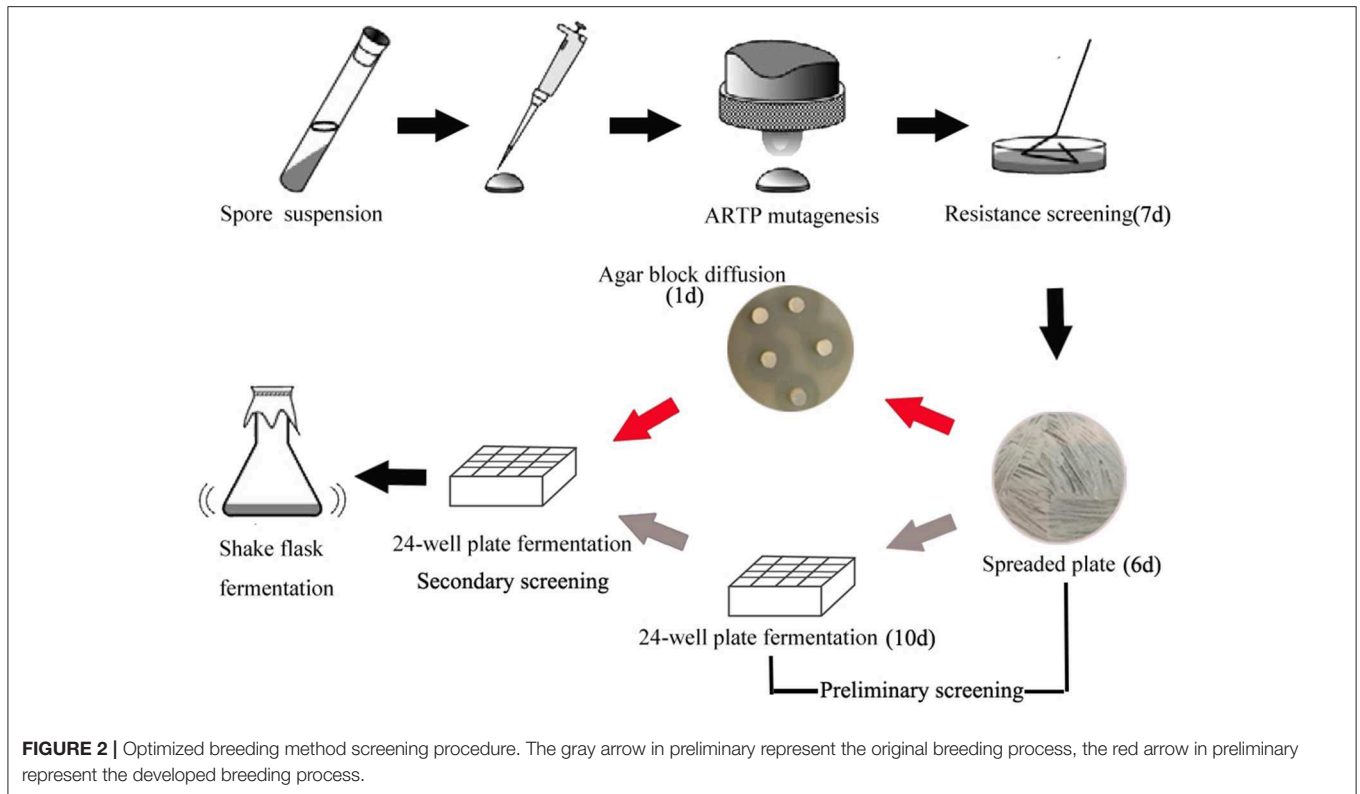 Spore suspension
ARTP mutagenesis
Resistance screening(7d)
Agar block diffusion
(1d)
Spreaded plate (6d)
24-well plate fermentation
Secondary screening
Shake flask
fermentation
24-well plate fermentation (10d)
Preliminary screening
FIGURE 2 | Optimized breeding method screening procedure. The gray arrow in preliminary represent the original breeding process, the red arrow in preliminary
represent the developed breeding process.